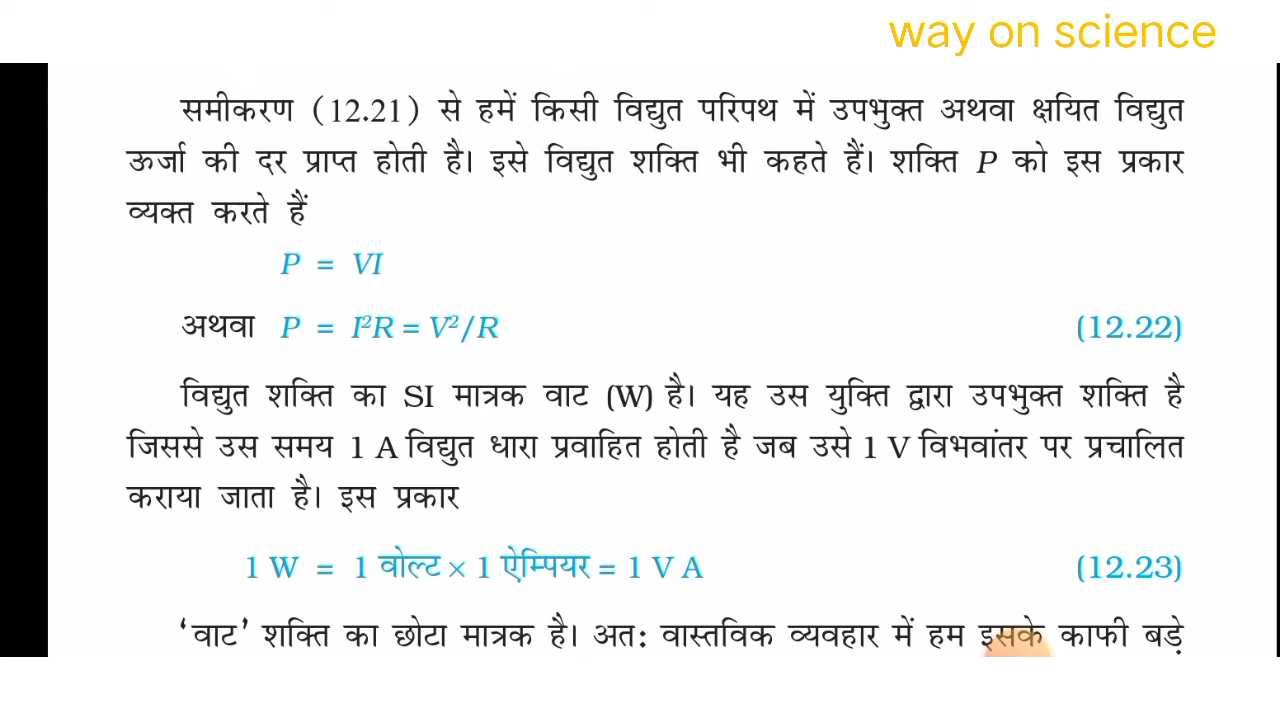 way on science
समीकरण (12.21) से हमें किसी विद्युत परिपथ में उपभुक्त अथवा क्षयित विद्युत
ऊर्जा की दर प्राप्त होती है। इसे विद्युत शक्ति भी कहते हैं। शक्ति P को इस प्रकार
व्यक्त करते हैं
P = VI
अथवा P = I²R = V²/R (12.22)
विद्युत शक्ति का SI मात्रक वाट (W) है। यह उस युक्ति द्वारा उपभुक्त शक्ति है
जिससे उस समय 1 A विद्युत धारा प्रवाहित होती है जब उसे 1 V विभवांतर पर प्रचालित
कराया जाता है। इस प्रकार
1 W = 1 वोल्ट × 1 ऐम्पियर = 1 V A (12.23)
‘वाट’ शक्ति का छोटा मात्रक है। अतः वास्तविक व्यवहार में हम इसके काफी बड़े